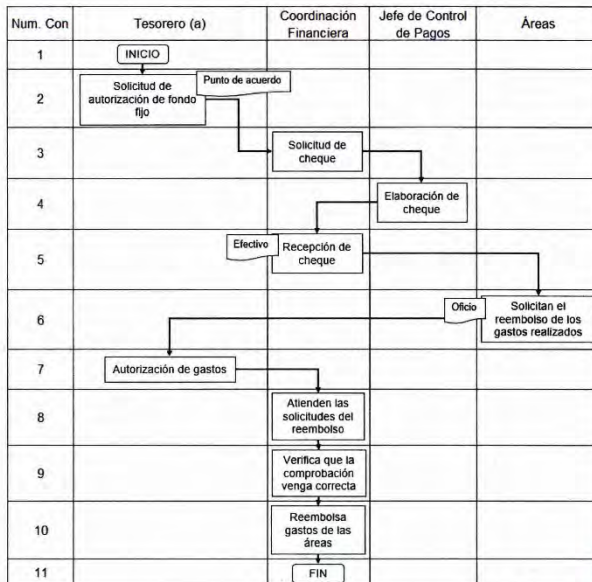 Num. Con
Tesorero (a)
Coordinación
Financiera
Jefe de Control
de Pagos
Áreas
1
INICIO
2
Solicitud de
autorización de fondo
fijo
Punto de acuerdo
3
Solicitud de
cheque
4
Elaboración de
cheque
5
Efectivo
Recepción de
cheque
6
Oficio
Solicitan el
reembolso de los
gastos realizados
7
Autorización de gastos
8
Atienden las
solicitudes del
reembolso
9
Verifica que la
comprobación
venga correcta
10
Reembolsa
gastos de las
áreas
11
FIN